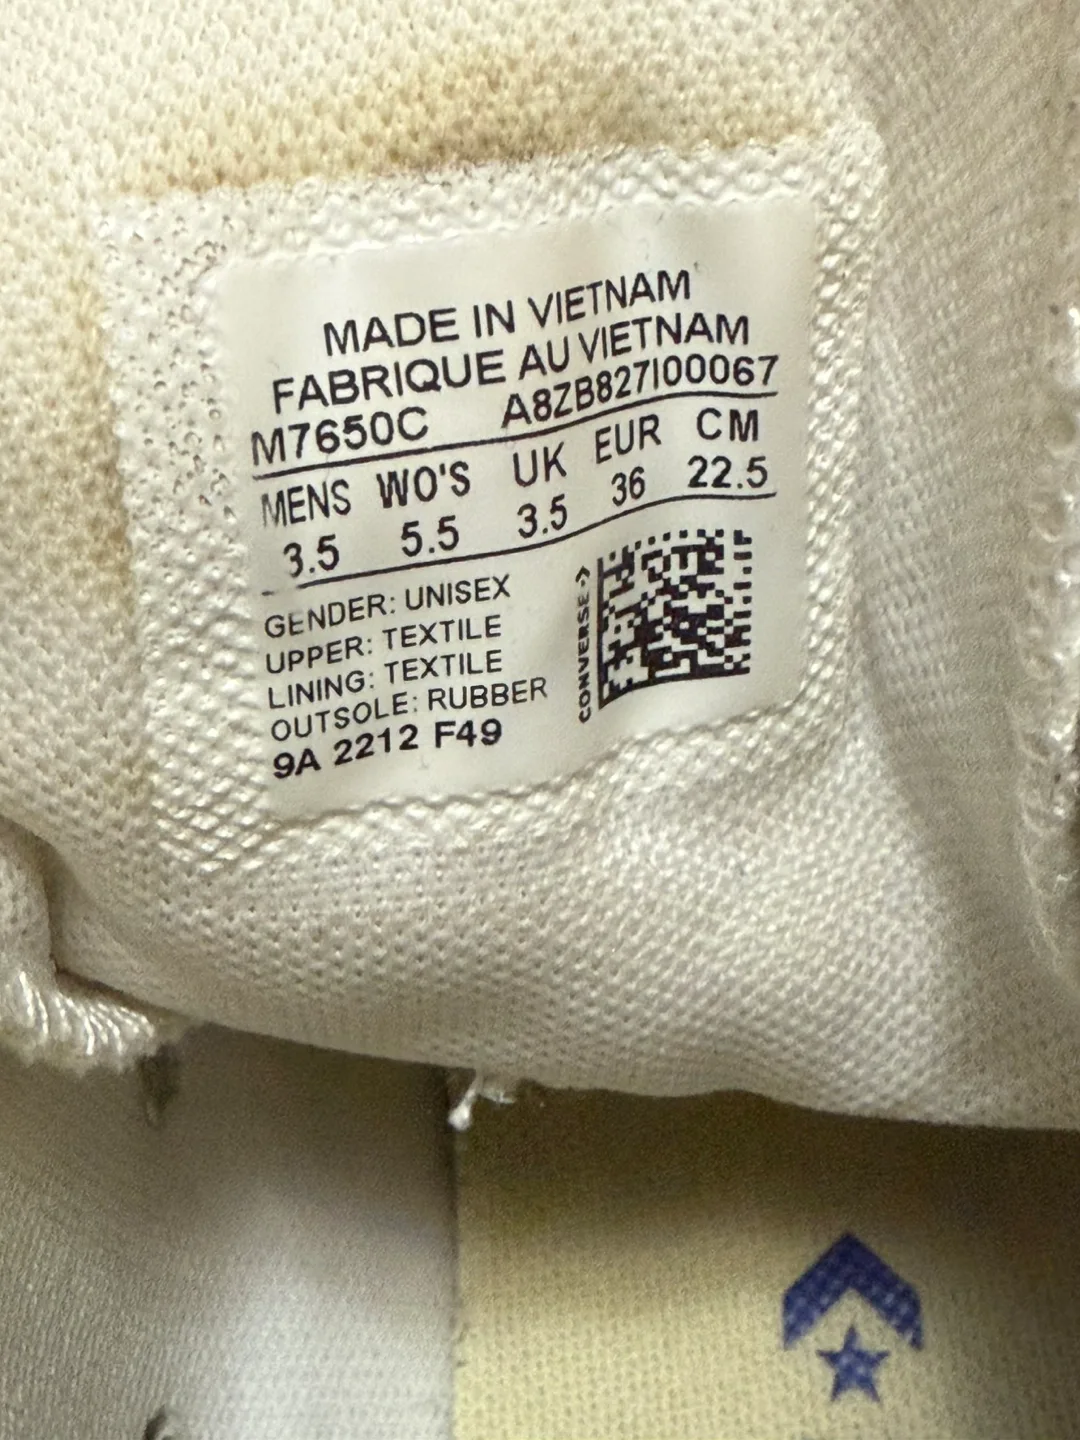 MADE IN VIETNAM
FABRIQUE AU VIETNAM
M7650C A8ZB827I00067
MENS WO'S UK EUR CM
3.5 5.5 3.5 36 22.5
GENDER: UNISEX
UPPER: TEXTILE
LINING: TEXTILE
OUTSOLE: RUBBER
9A 2212 F49
CONVERSE ->